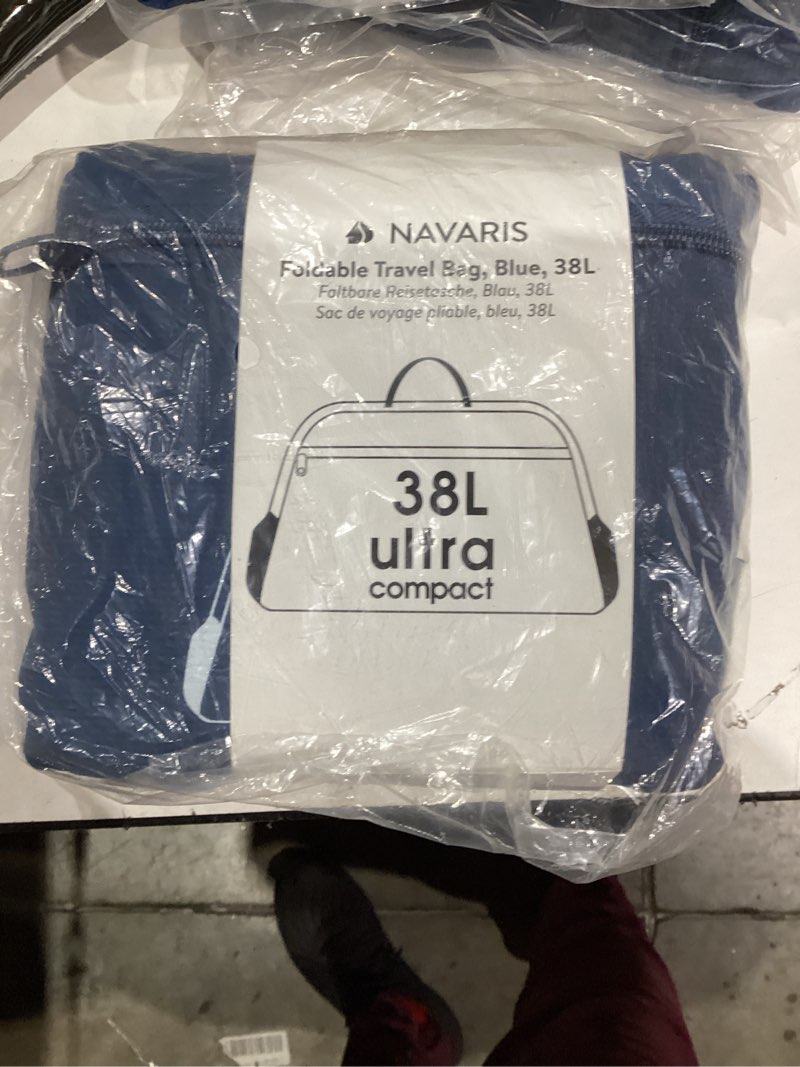 NAVARIS
Foldable Travel Bag, Blue, 38L
Faltbare Reisetasche, Blau, 38L
Sac de voyage pliable, bleu, 38L
38L
ultra
compact